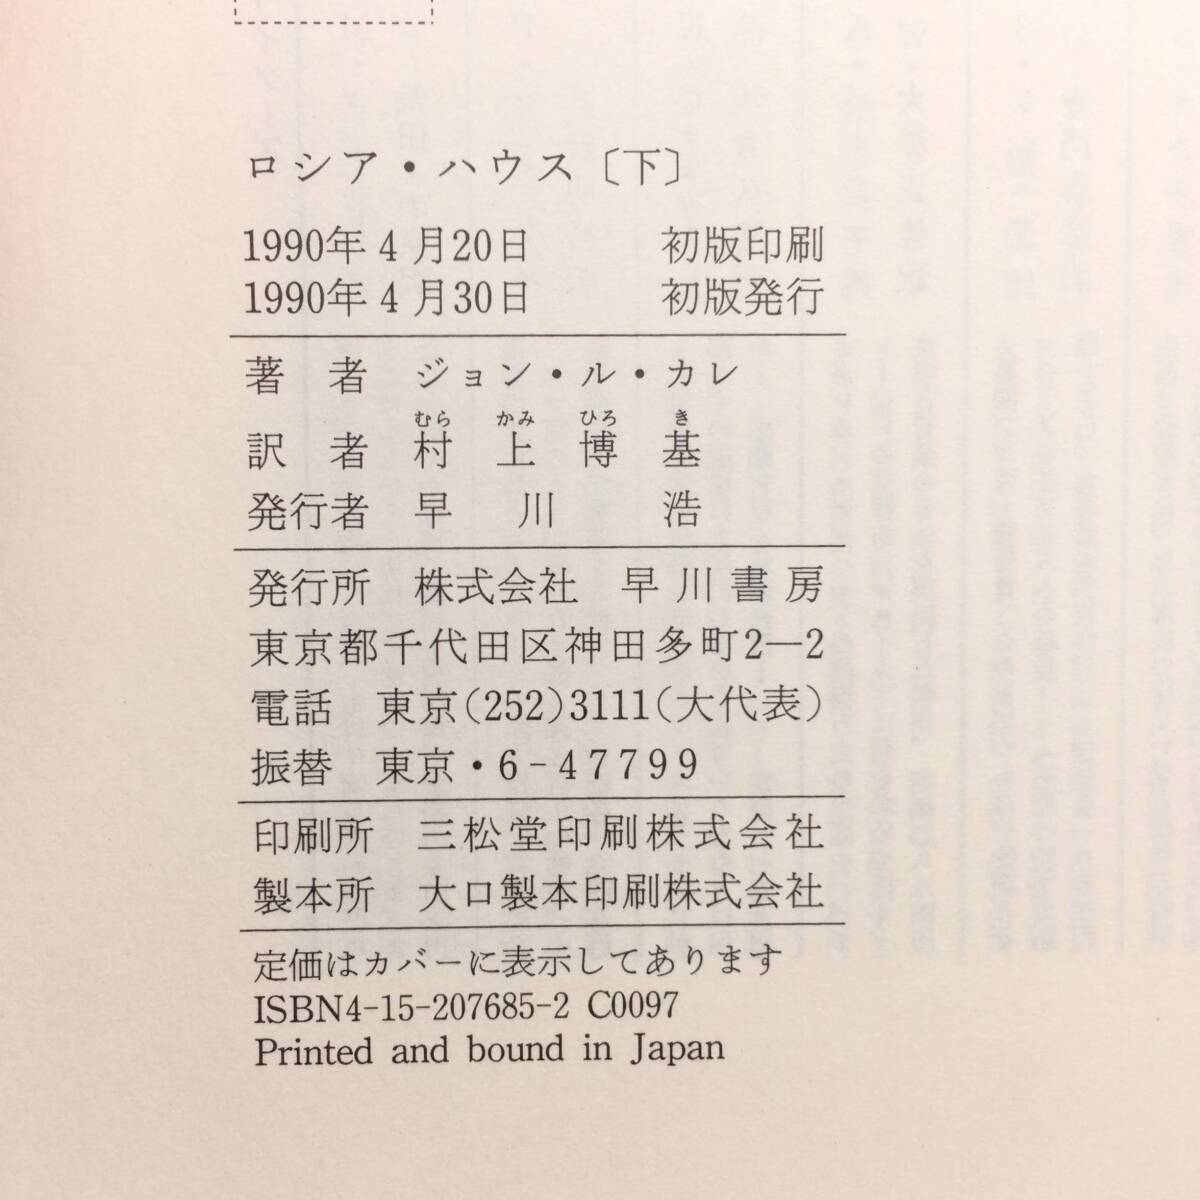 ロシア・ハウス〔下〕
1990年4月20日 初版印刷
1990年4月30日 初版発行
著者 ジョン・ル・カレ
むら かみ ひろ き
訳者 村上博基
発行者 早川 浩
発行所 株式会社 早川書房
東京都千代田区神田多町2―2
電話 東京(252)3111(大代表)
振替 東京・6-47799
印刷所 三松堂印刷株式会社
製本所 大口製本印刷株式会社
定価はカバーに表示してあります
ISBN4-15-207685-2 C0097
Printed and bound in Japan